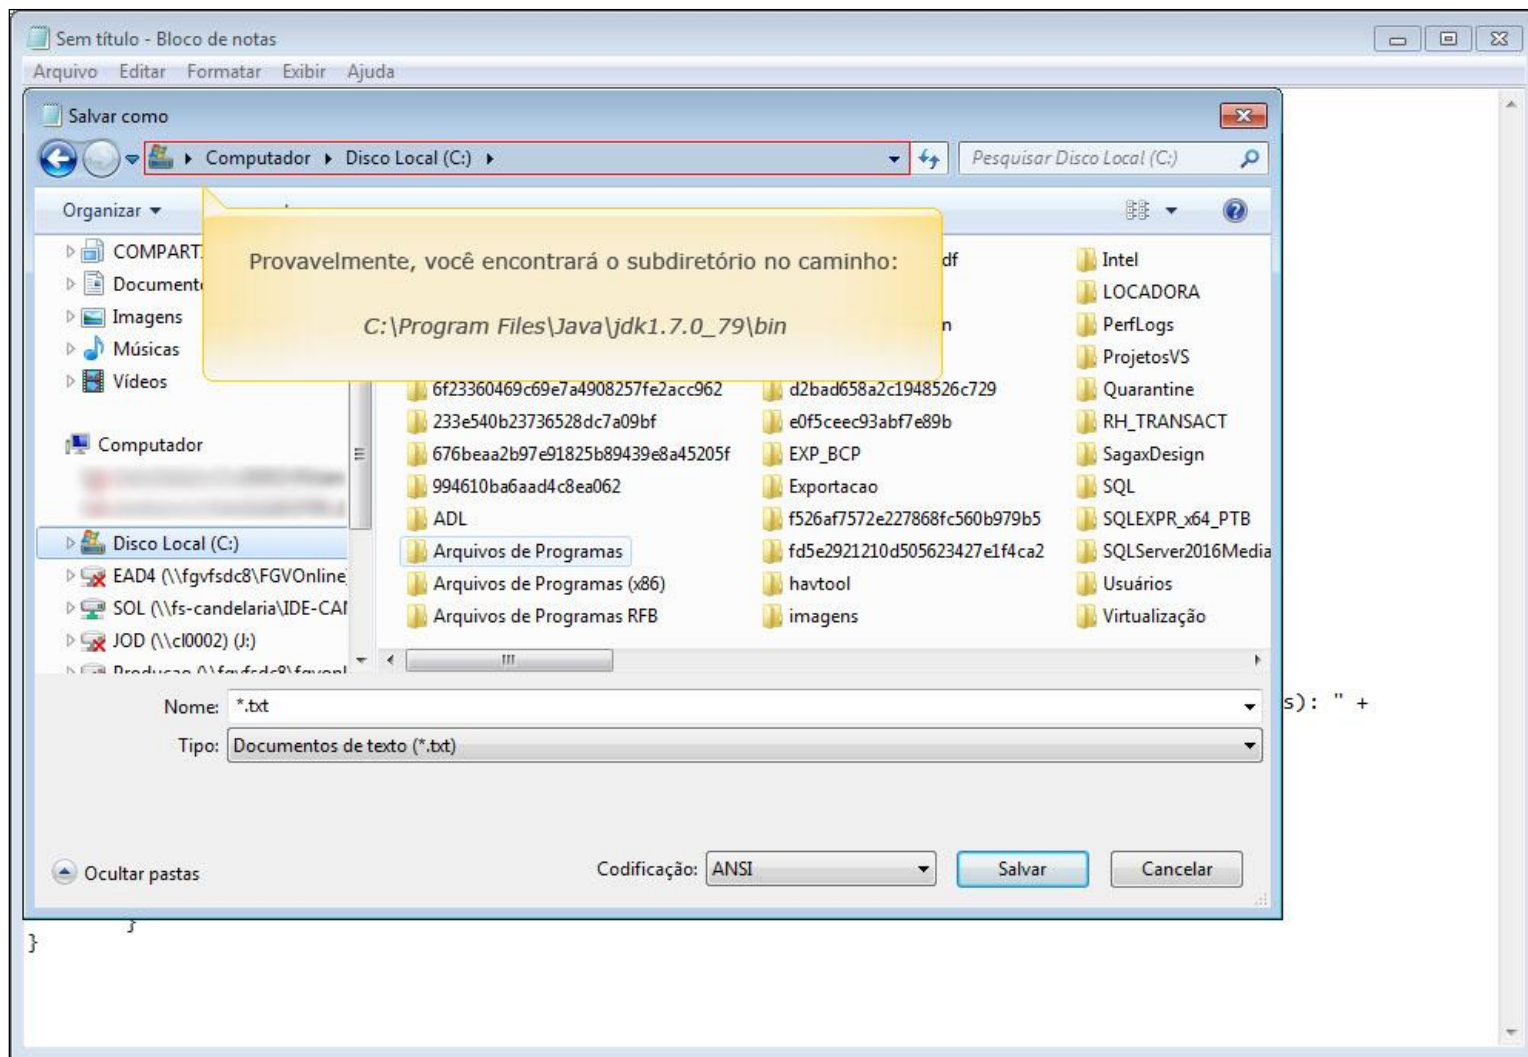 Sem título - Bloco de notas
Arquivo Editar Formatar Exibir Ajuda
Salvar como
Computador Disco Local (C:)
Pesquisar Disco Local (C:)
Organizar
Provavelmente, você encontrará o subdiretório no caminho:
C:\Program Files\Java\jdk1.7.0_79\bin
COMPART
Document
Imagens
Músicas
Vídeos
Computador
Disco Local (C:)
EAD4 (\\fgvfsdc8\FGVOnline
SOL (\\fs-candelaria\IDE-CAN
JOD (\\cl0002) (J:)
6f23360469c69e7a4908257fe2acc962
233e540b23736528dc7a09bf
676beaa2b97e91825b89439e8a45205f
994610ba6aad4c8ea062
ADL
Arquivos de Programas
Arquivos de Programas (x86)
Arquivos de Programas RFB
df
n
d2bad658a2c1948526c729
e0f5ceec93abf7e89b
EXP_BCP
Exportacao
f526af7572e227868fc560b979b5
fd5e2921210d505623427e1f4ca2
havtool
imagens
Intel
LOCADORA
PerfLogs
ProjetosVS
Quarantine
RH_TRANSACT
SagaxDesign
SQL
SQLEXPR_x64_PTB
SQLServer2016Media
Usuários
Virtualização
Nome: *.txt
Tipo: Documentos de texto (*.txt)
s): " +
Ocultar pastas
Codificação: ANSI
Salvar
Cancelar
}
}